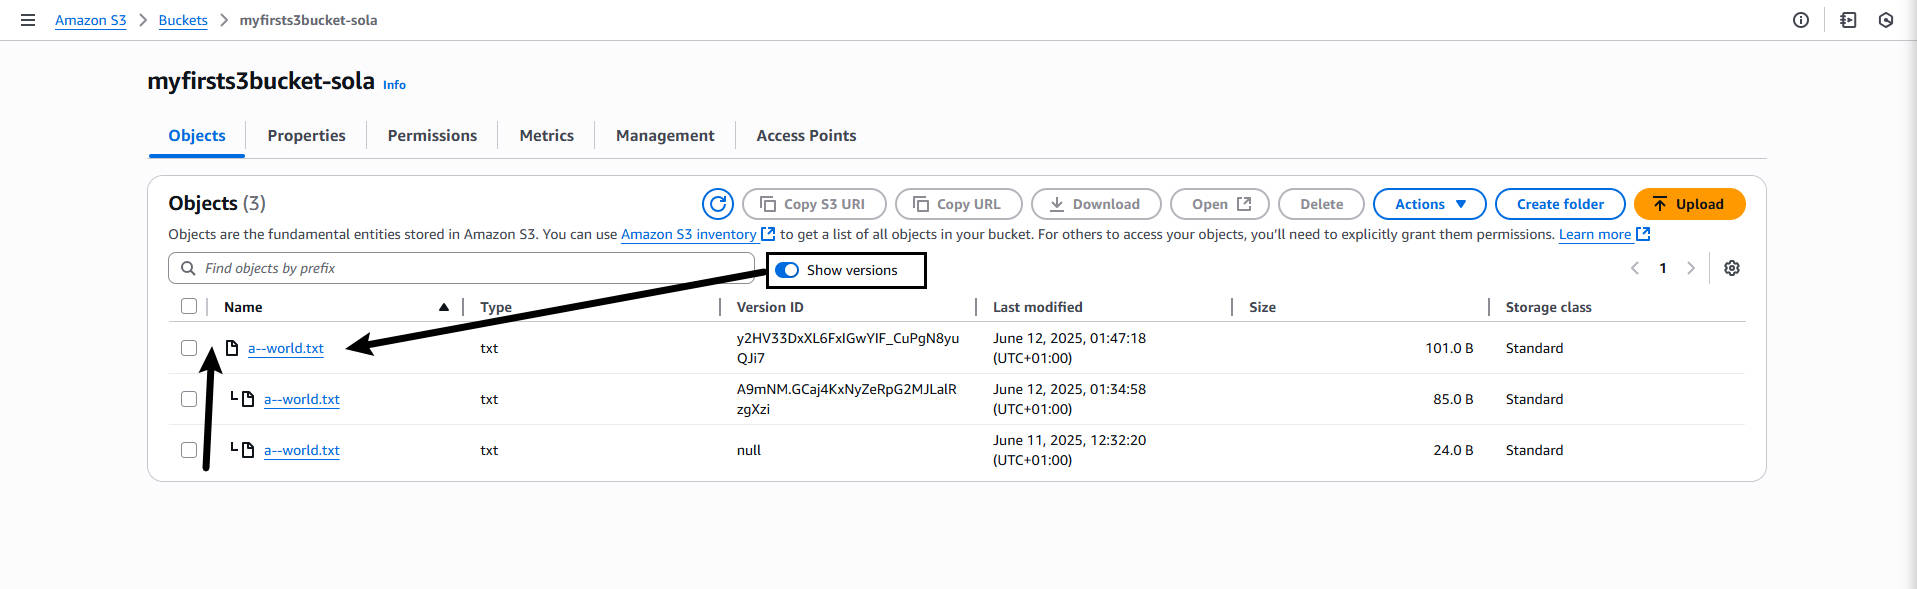 Amazon S3 > Buckets > myfirsts3bucket-sola
myfirsts3bucket-sola Info
Objects Properties Permissions Metrics Management Access Points
Objects (3) Copy S3 URI Copy URL Download Open Delete Actions Create folder Upload
Objects are the fundamental entities stored in Amazon S3. You can use Amazon S3 inventory to get a list of all objects in your bucket. For others to access your objects, you'll need to explicitly grant them permissions. Learn more
Find objects by prefix Show versions 1
Name Type Version ID Last modified Size Storage class
a--world.txt txt y2HV33DxXL6FxIGwYIF_CuPgN8yu June 12, 2025, 01:47:18 101.0 B Standard
QJi7 (UTC+01:00)
a--world.txt txt A9mNM.GCaj4KxNyZeRpG2MJLalR June 12, 2025, 01:34:58 85.0 B Standard
zgXzi (UTC+01:00)
a--world.txt txt null June 11, 2025, 12:32:20 24.0 B Standard
(UTC+01:00)